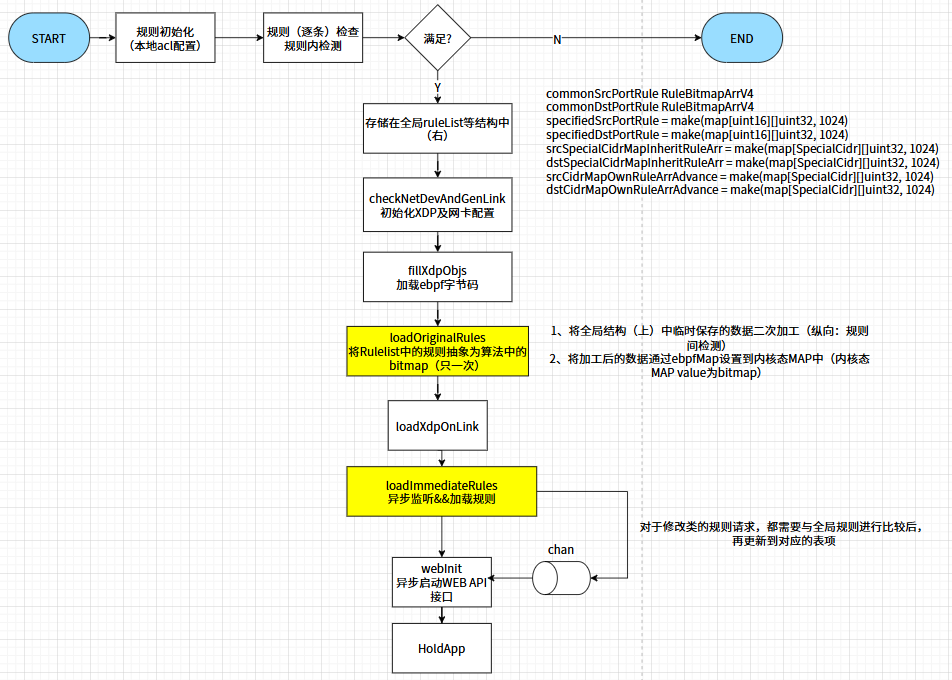 START
规则初始化
（本地acl配置）
规则（逐条）检查
规则内检测
满足?
N
END
Y
存储在全局ruleList等结构中
（右）
commonSrcPortRule RuleBitmapArrV4
commonDstPortRule RuleBitmapArrV4
specifiedSrcPortRule = make(map[uint16][]uint32, 1024)
specifiedDstPortRule = make(map[uint16][]uint32, 1024)
srcSpecialCidrMapInheritRuleArr = make(map[SpecialCidr][]uint32, 1024)
dstSpecialCidrMapInheritRuleArr = make(map[SpecialCidr][]uint32, 1024)
srcCidrMapOwnRuleArrAdvance = make(map[SpecialCidr][]uint32, 1024)
dstCidrMapOwnRuleArrAdvance = make(map[SpecialCidr][]uint32, 1024)
checkNetDevAndGenLink
初始化XDP及网卡配置
fillXdpObjs
加载ebpf字节码
loadOriginalRules
将Rulelist中的规则抽象为算法中的
bitmap（只一次）
1、将全局结构（上）中临时保存的数据二次加工（纵向：规则
间检测）
2、将加工后的数据通过ebpfMap设置到内核态MAP中（内核态
MAP value为bitmap）
loadXdpOnLink
loadImmediateRules
异步监听&&加载规则
对于修改类的规则请求，都需要与全局规则进行比较后，
再更新到对应的表项
chan
webInit
异步启动WEB API
接口
HoldApp